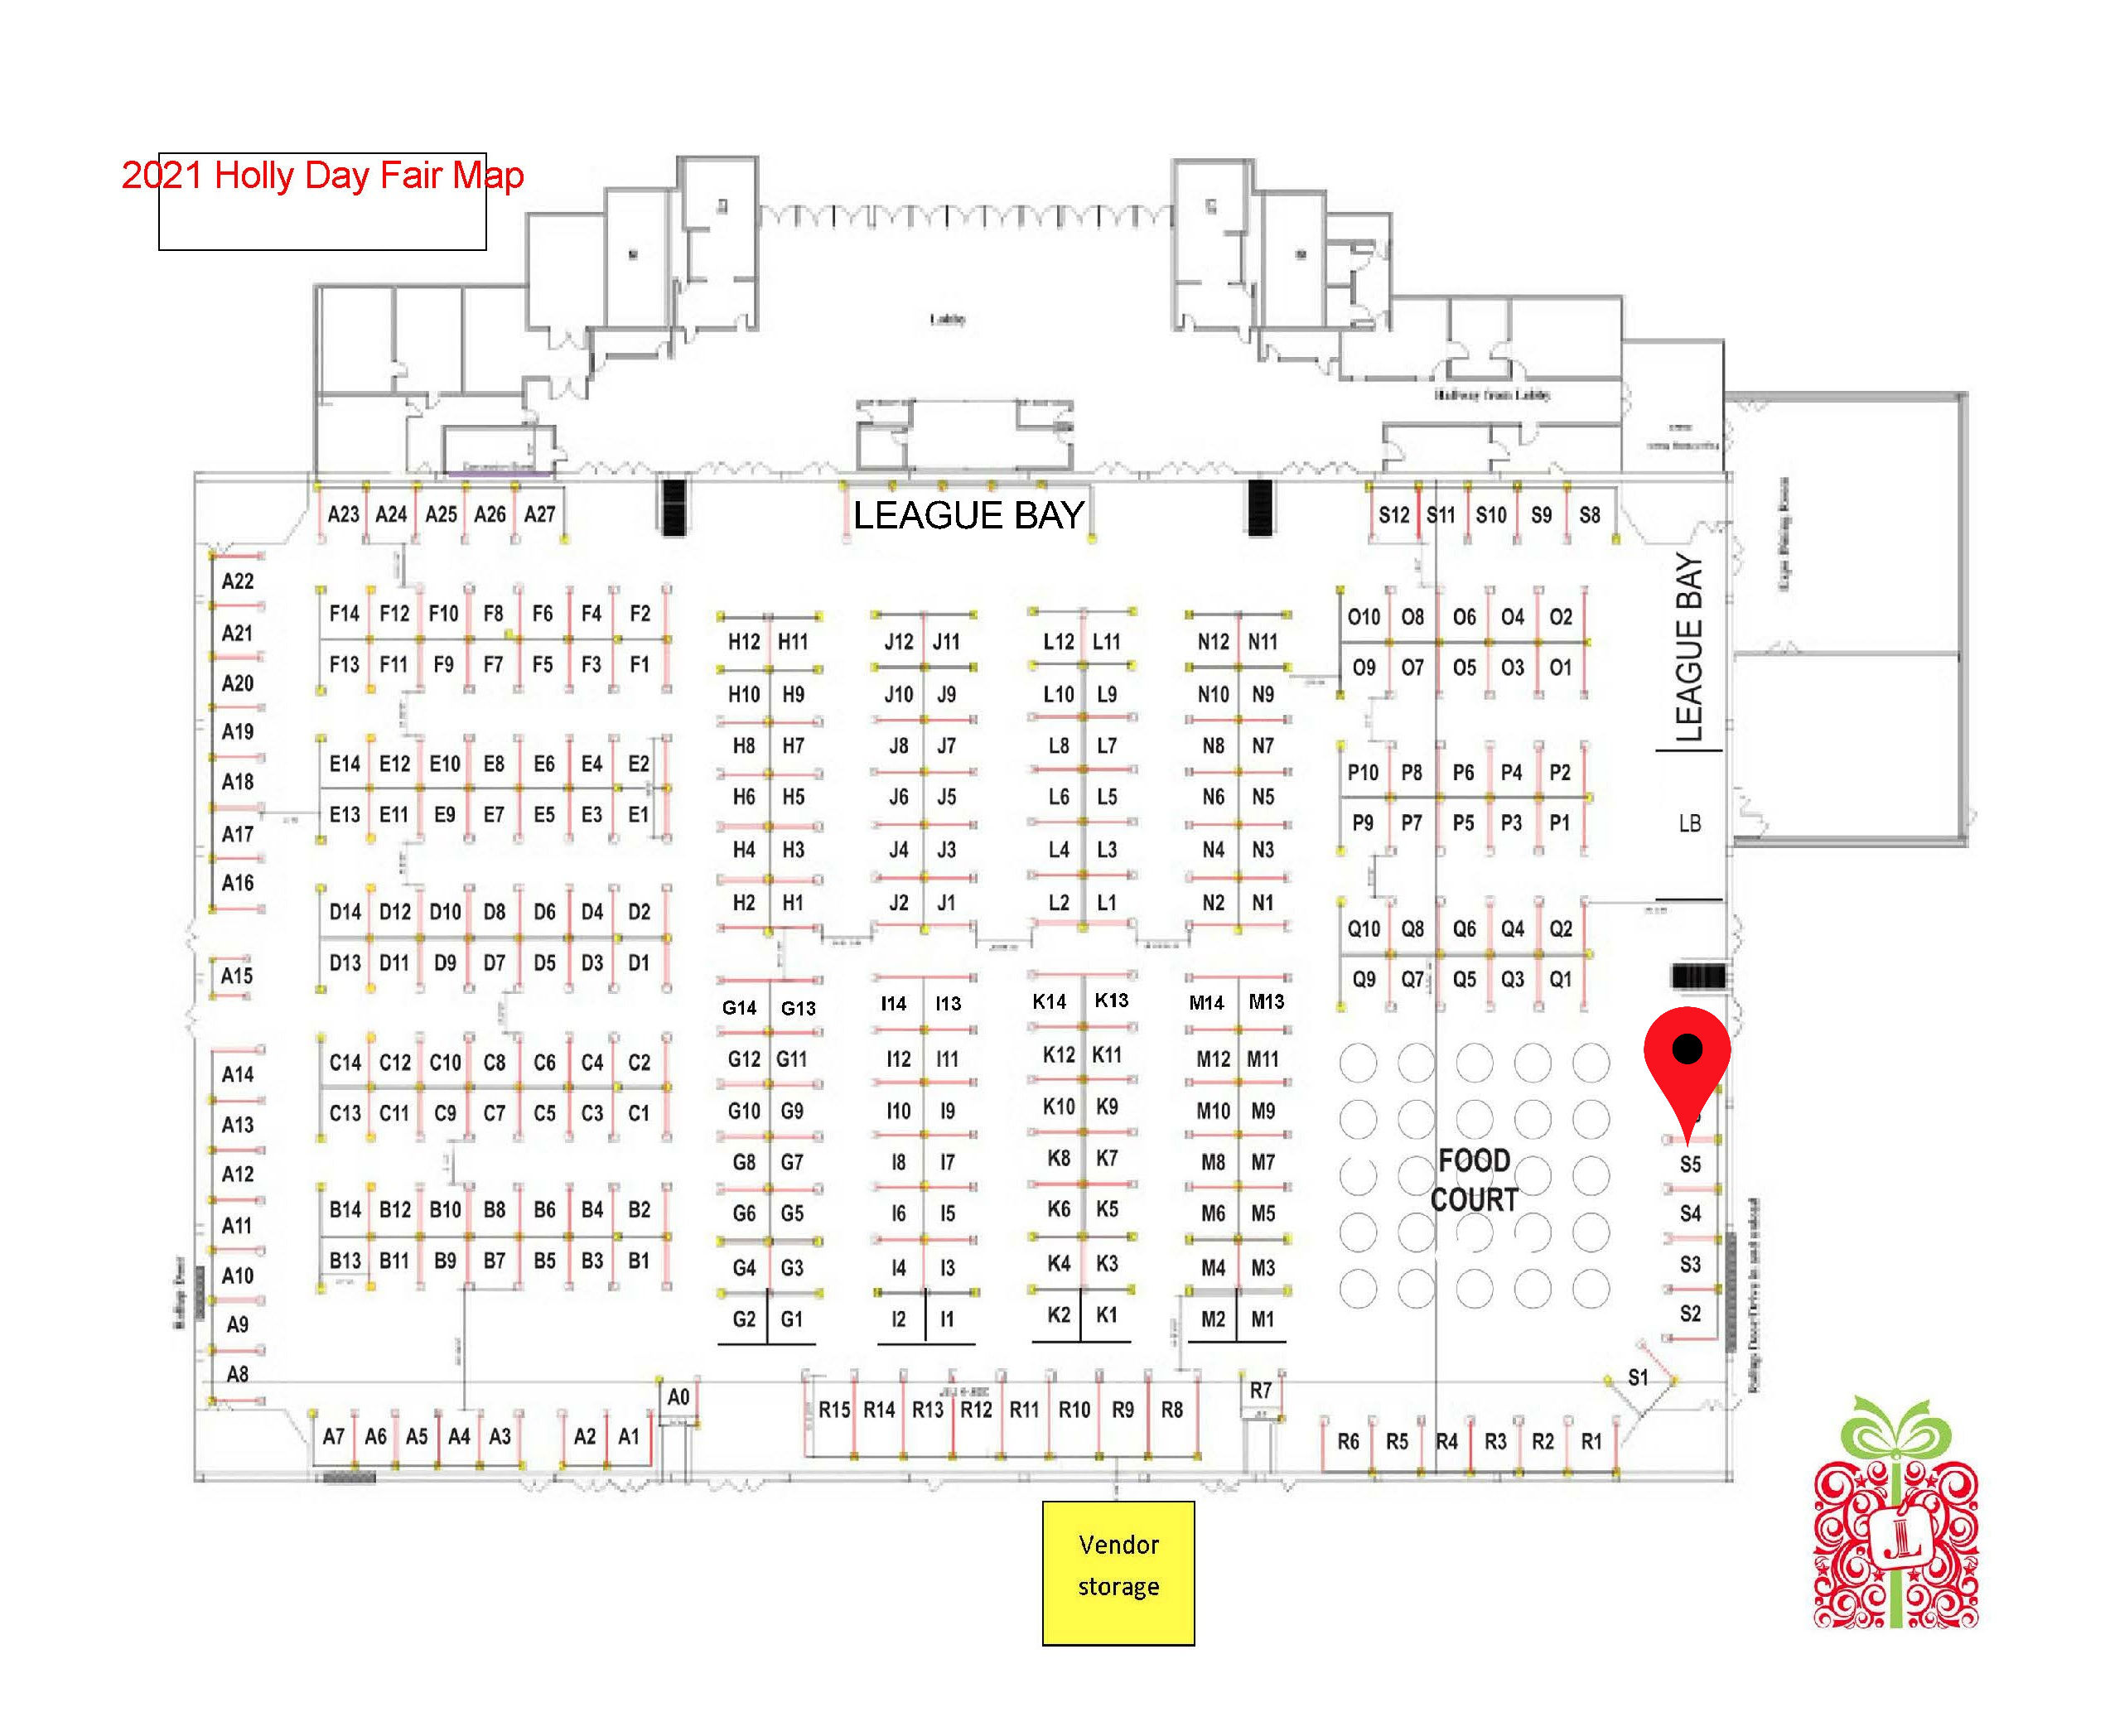 2021 Holly Day Fair Map
Lobby
Hallway from Lobby
LEAGUE BAY
A23 A24 A25 A26 A27
S12 S11 S10 S9 S8
LEAGUE BAY
LB
A22
A21
A20
A19
A18
A17
A16
A15
A14
A13
A12
A11
A10
A9
A8
F14 F12 F10 F8 F6 F4 F2
F13 F11 F9 F7 F5 F3 F1
E14 E12 E10 E8 E6 E4 E2
E13 E11 E9 E7 E5 E3 E1
D14 D12 D10 D8 D6 D4 D2
D13 D11 D9 D7 D5 D3 D1
C14 C12 C10 C8 C6 C4 C2
C13 C11 C9 C7 C5 C3 C1
B14 B12 B10 B8 B6 B4 B2
B13 B11 B9 B7 B5 B3 B1
H12 H11
H10 H9
H8 H7
H6 H5
H4 H3
H2 H1
G14 G13
G12 G11
G10 G9
G8 G7
G6 G5
G4 G3
G2 G1
J12 J11
J10 J9
J8 J7
J6 J5
J4 J3
J2 J1
I14 I13
I12 I11
I10 I9
I8 I7
I6 I5
I4 I3
I2 I1
L12 L11
L10 L9
L8 L7
L6 L5
L4 L3
L2 L1
K14 K13
K12 K11
K10 K9
K8 K7
K6 K5
K4 K3
K2 K1
N12 N11
N10 N9
N8 N7
N6 N5
N4 N3
N2 N1
M14 M13
M12 M11
M10 M9
M8 M7
M6 M5
M4 M3
M2 M1
O10 O8 O6 O4 O2
O9 O7 O5 O3 O1
P10 P8 P6 P4 P2
P9 P7 P5 P3 P1
Q10 Q8 Q6 Q4 Q2
Q9 Q7 Q5 Q3 Q1
FOOD
COURT
S5
S4
S3
S2
S1
A7 A6 A5 A4 A3 A2 A1
A0
R15 R14 R13 R12 R11 R10 R9 R8
R7
R6 R5 R4 R3 R2 R1
Vendor
storage
JL